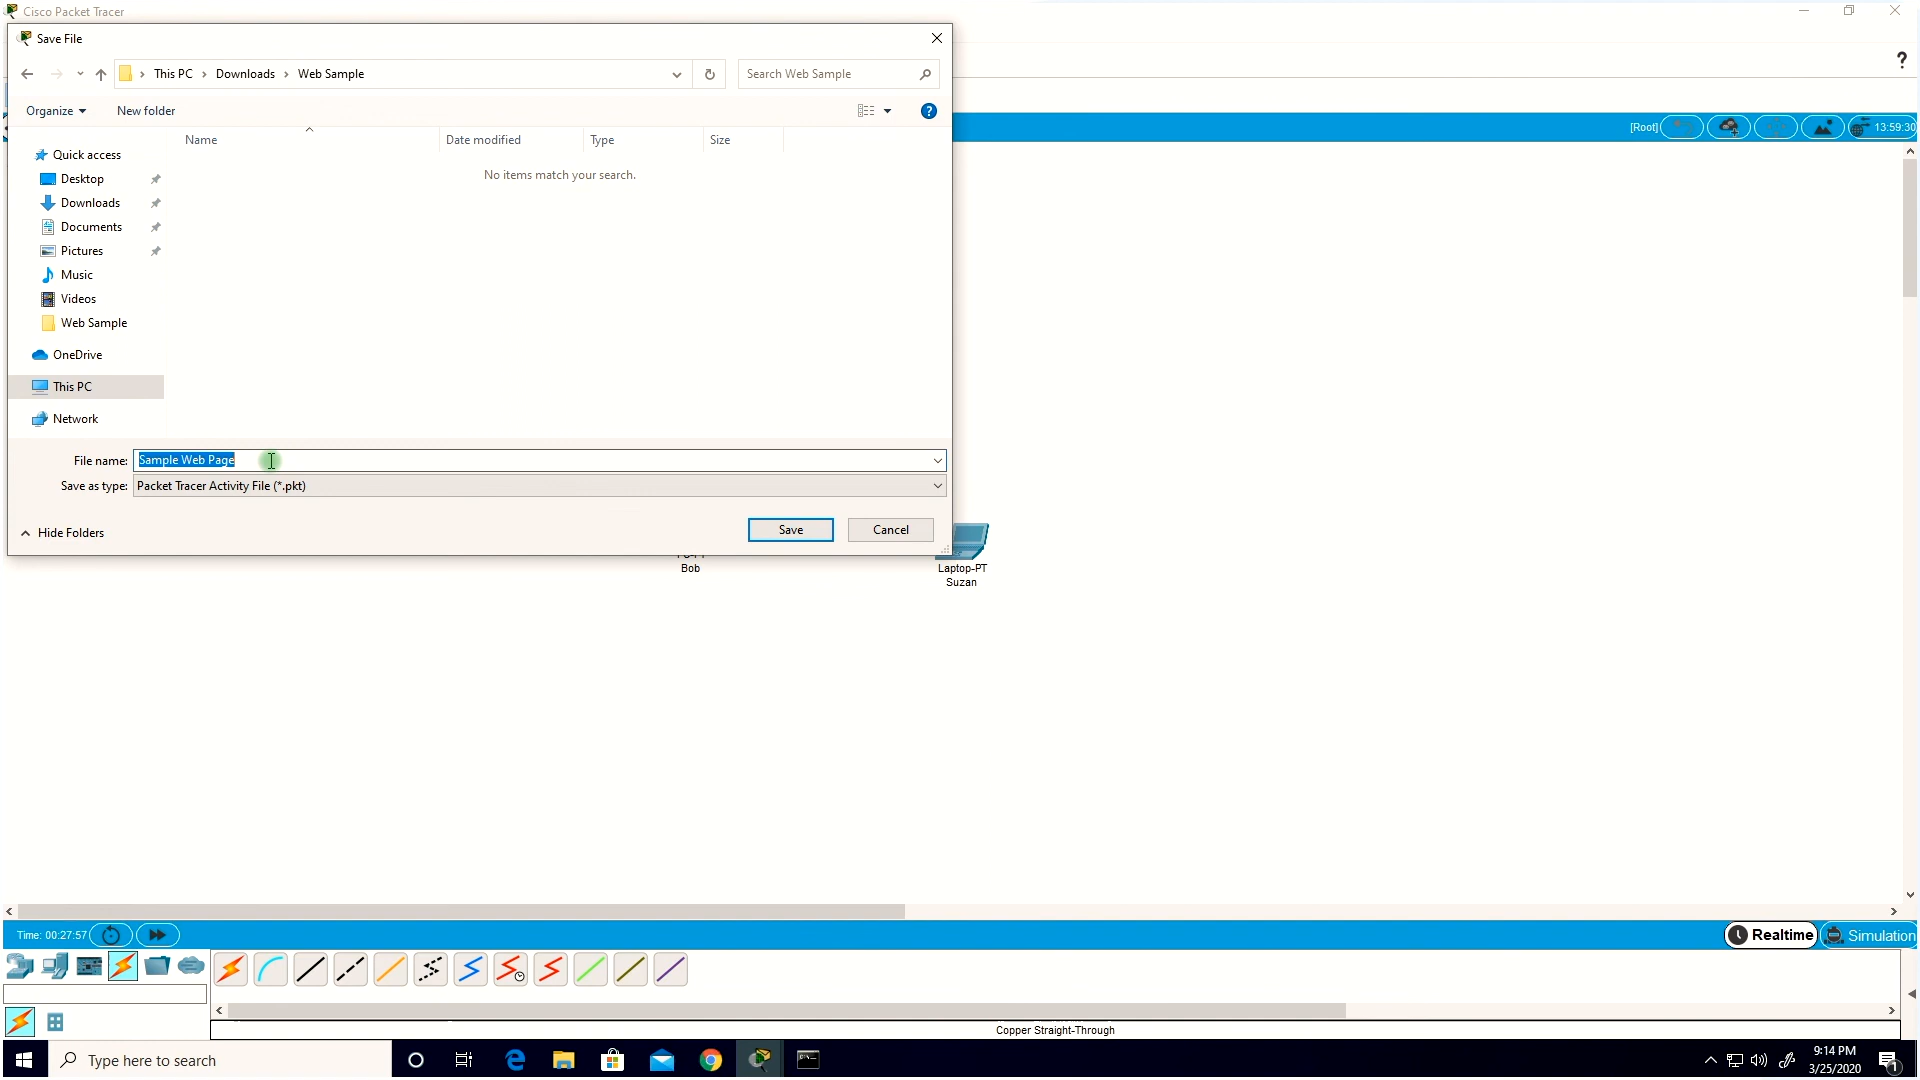 Cisco Packet Tracer
Save File
This PC > Downloads > Web Sample
Search Web Sample
Organize
New folder
?
Name
Date modified
Type
Size
[Root]
13:59:30
No items match your search.
Quick access
Desktop
Downloads
Documents
Pictures
Music
Videos
Web Sample
OneDrive
This PC
Network
File name:
Sample Web Page
Save as type:
Packet Tracer Activity File (*.pkt)
Hide Folders
Save
Cancel
Bob
Laptop-PT
Suzan
Time: 00:27:57
Realtime
Simulation
Copper Straight-Through
Type here to search
9:14 PM
3/25/2020
1